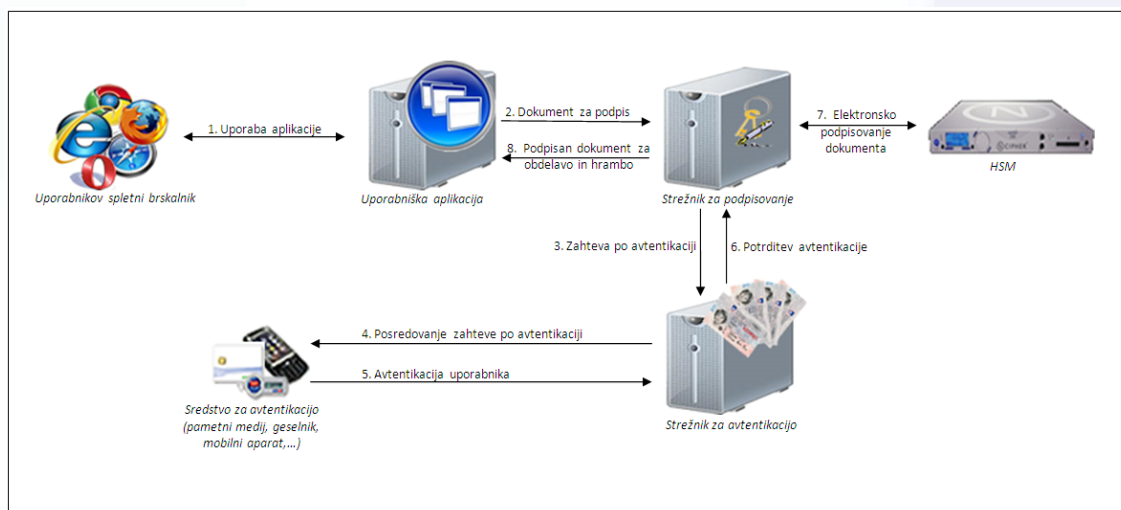 1. Uporaba aplikacije
2. Dokument za podpis
8. Podpisan dokument za
obdelavo in hrambo
7. Elektronsko
podpisovanje
dokumenta
Uporabnikov spletni brskalnik
Uporabniška aplikacija
Strežnik za podpisovanje
HSM
3. Zahteva po avtentikaciji
6. Potrditev avtentikacije
4. Posredovanje zahteve po avtentikaciji
5. Avtentikacija uporabnika
Sredstvo za avtentikacijo
(pametni medij, geselnik,
mobilni aparat,...)
Strežnik za avtentikacijo